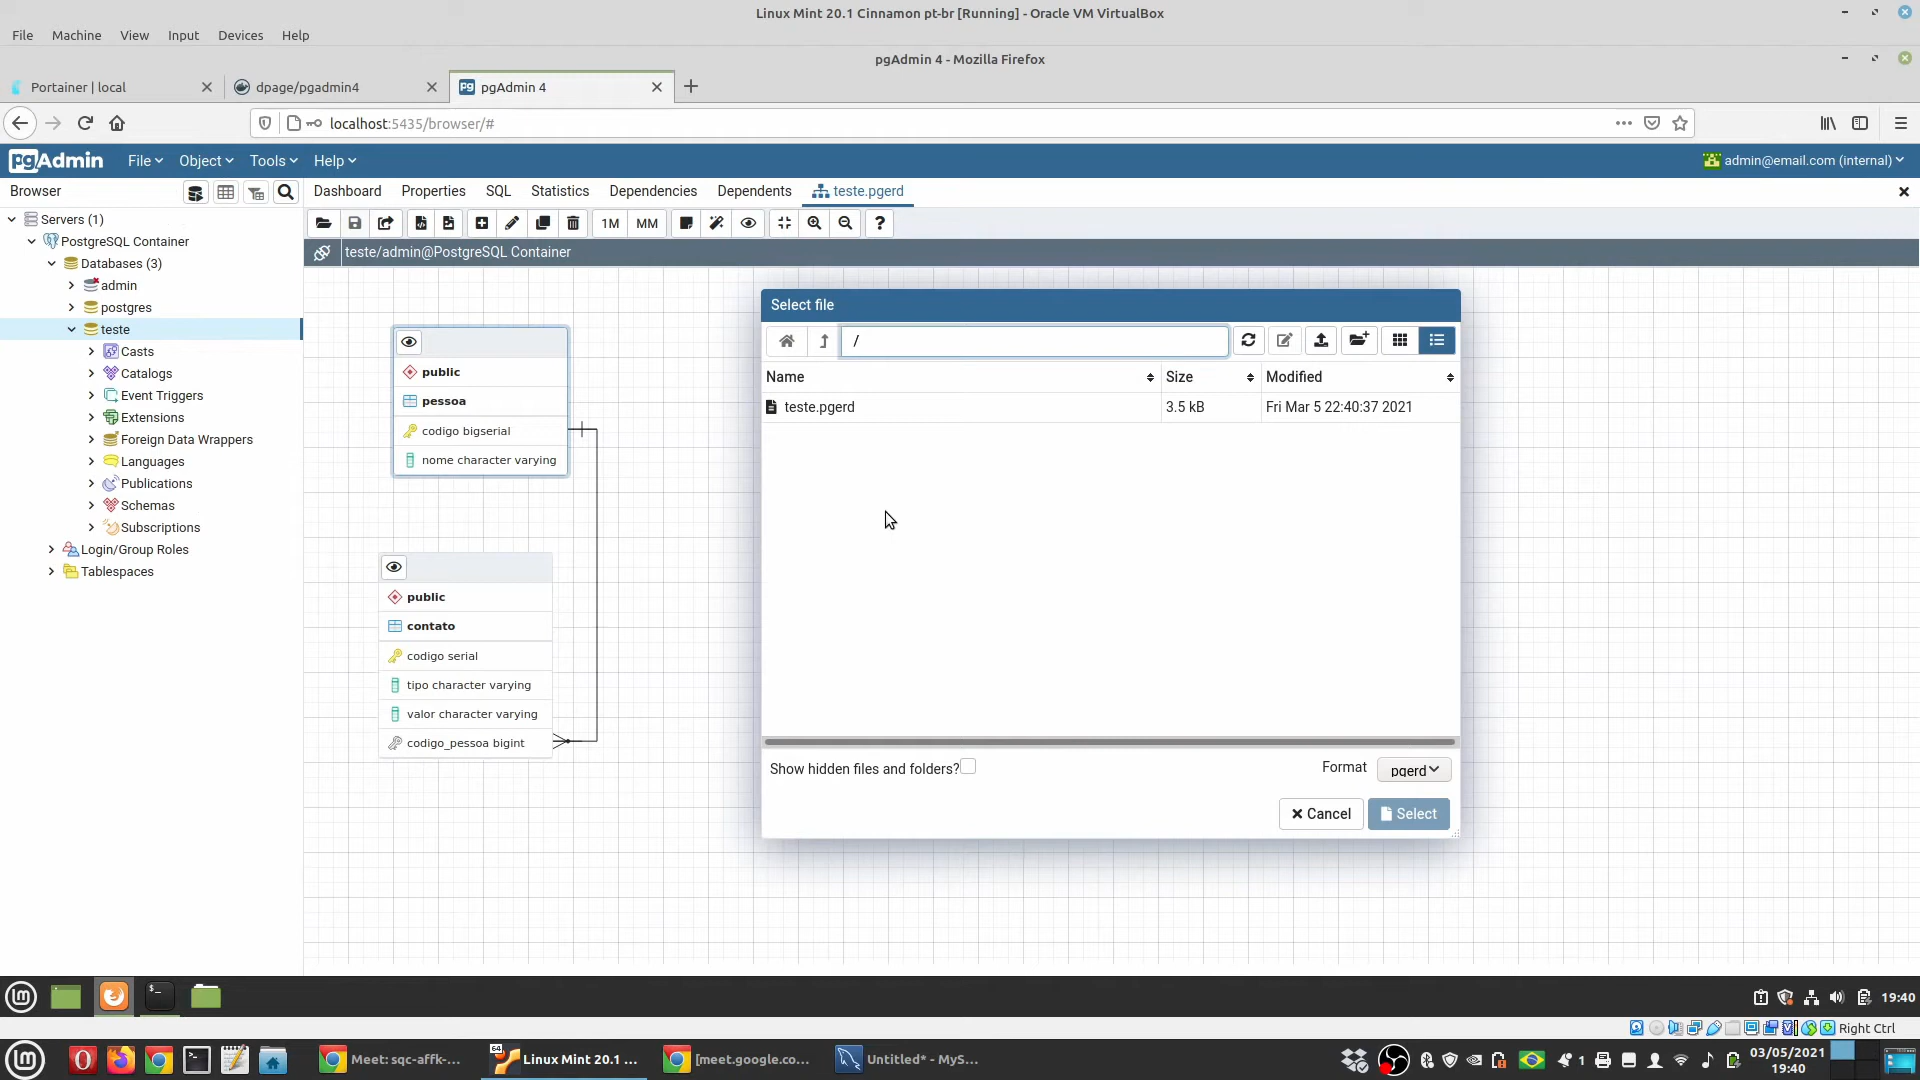 Linux Mint 20.1 Cinnamon pt-br [Running] - Oracle VM VirtualBox
File Machine View Input Devices Help
pgAdmin 4 - Mozilla Firefox
Portainer | local
dpage/pgadmin4
pgAdmin 4
localhost:5435/browser/#
pgAdmin File Object Tools Help
admin@email.com (internal)
Browser
Dashboard Properties SQL Statistics Dependencies Dependents teste.pgerd
1M MM ?
teste/admin@PostgreSQL Container
Servers (1)
PostgreSQL Container
Databases (3)
admin
postgres
teste
Casts
Catalogs
Event Triggers
Extensions
Foreign Data Wrappers
Languages
Publications
Schemas
Subscriptions
Login/Group Roles
Tablespaces
public
pessoa
codigo bigserial
nome character varying
public
contato
codigo serial
tipo character varying
valor character varying
codigo_pessoa bigint
Select file
/
Name Size Modified
teste.pgerd 3.5 kB Fri Mar 5 22:40:37 2021
Show hidden files and folders?
Format pgerd
Cancel Select
19:40
Right Ctrl
Meet: sqc-affk-...
64
Linux Mint 20.1 ...
[meet.google.co...
Untitled* - MyS...
1
03/05/2021
19:40